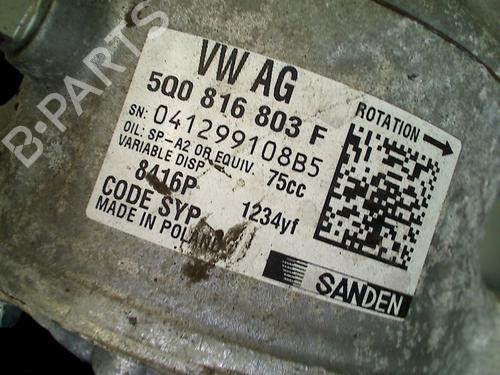 VW AG
5Q0 816 803 F
SN: 041299108B5
OIL: SP-A2 OR EQUIV. 75cc
VARIABLE DISP
8416P 1234yf
CODE SYP
MADE IN POLAND
ROTATION
SANDEN
B-PARTS